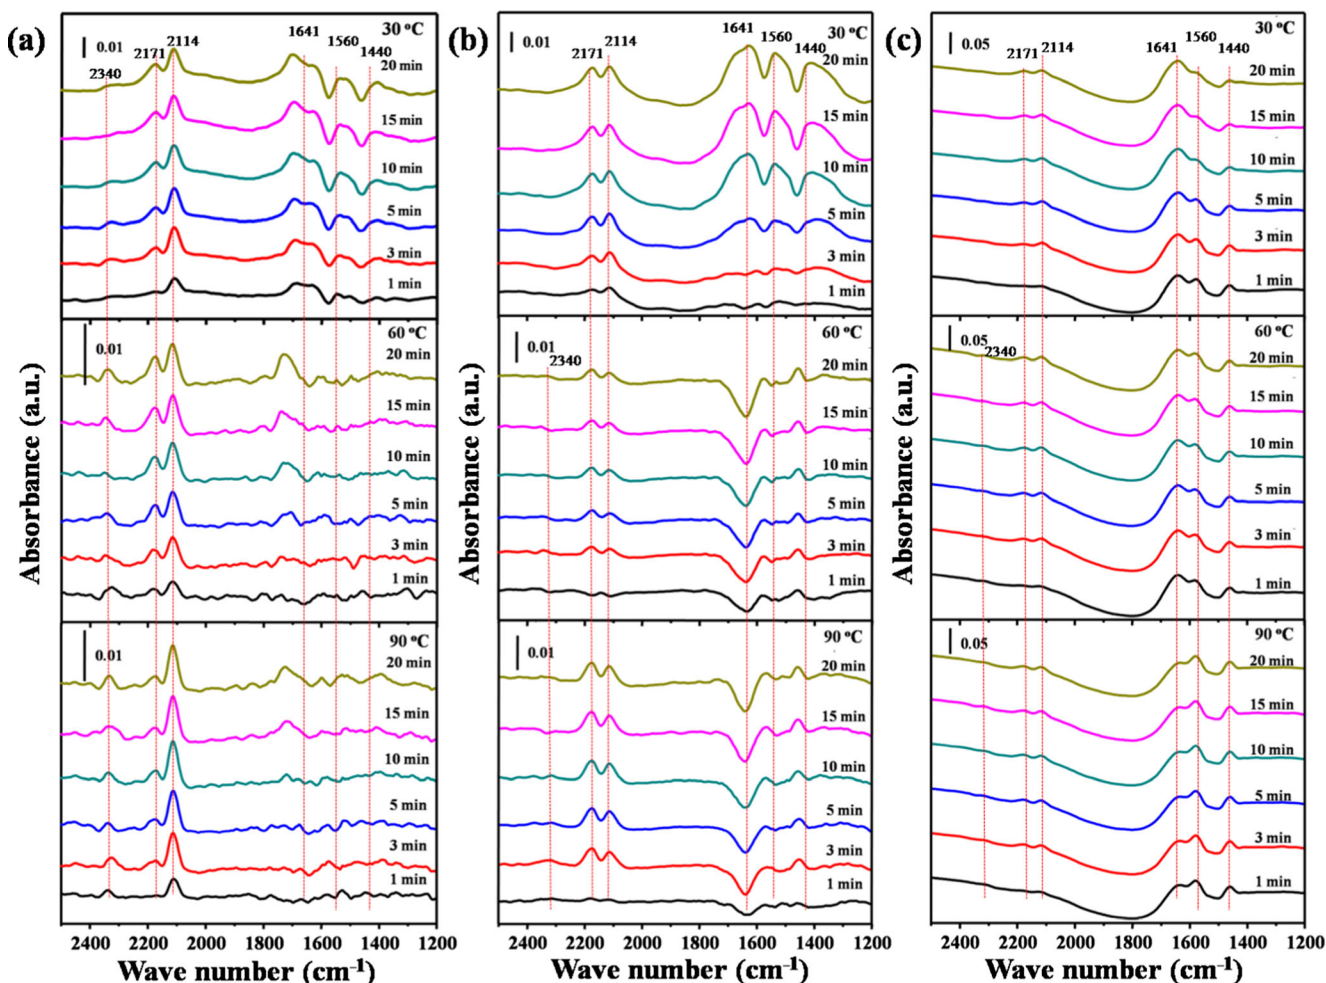 (a)
0.01
30 °C
2340
2171
2114
1641
1560
1440
20 min
15 min
10 min
5 min
3 min
1 min
0.01
60 °C
20 min
15 min
10 min
5 min
3 min
1 min
0.01
90 °C
20 min
15 min
10 min
5 min
3 min
1 min
2400 2200 2000 1800 1600 1400 1200
Wave number (cm-1)
Absorbance (a.u.)
(b)
0.01
30 °C
2171
2114
1641
1560
1440
20 min
15 min
10 min
5 min
3 min
1 min
0.01
60 °C
2340
20 min
15 min
10 min
5 min
3 min
1 min
0.01
90 °C
20 min
15 min
10 min
5 min
3 min
1 min
2400 2200 2000 1800 1600 1400 1200
Wave number (cm-1)
Absorbance (a.u.)
(c)
0.05
30 °C
2171
2114
1641
1560
1440
20 min
15 min
10 min
5 min
3 min
1 min
0.05
60 °C
2340
20 min
15 min
10 min
5 min
3 min
1 min
0.05
90 °C
20 min
15 min
10 min
5 min
3 min
1 min
2400 2200 2000 1800 1600 1400 1200
Wave number (cm-1)
Absorbance (a.u.)